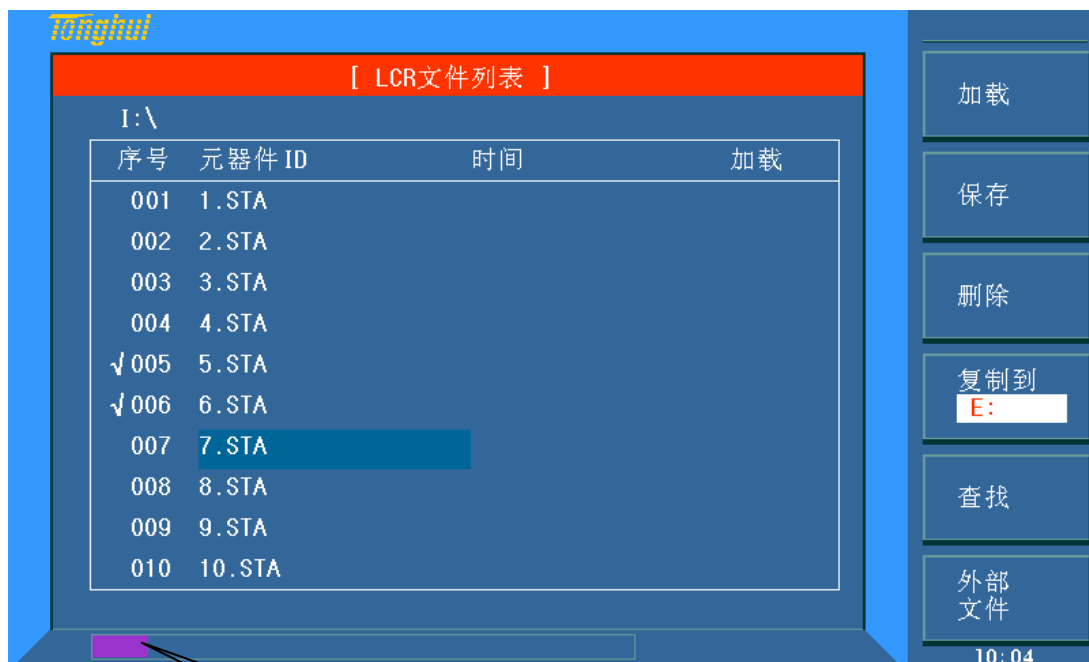 Tonghui
[ LCR文件列表 ]
I:\
序号 元器件ID 时间 加载
001 1.STA
002 2.STA
003 3.STA
004 4.STA
√005 5.STA
√006 6.STA
007 7.STA
008 8.STA
009 9.STA
010 10.STA
加载
保存
删除
复制到
E:
查找
外部
文件
10:04